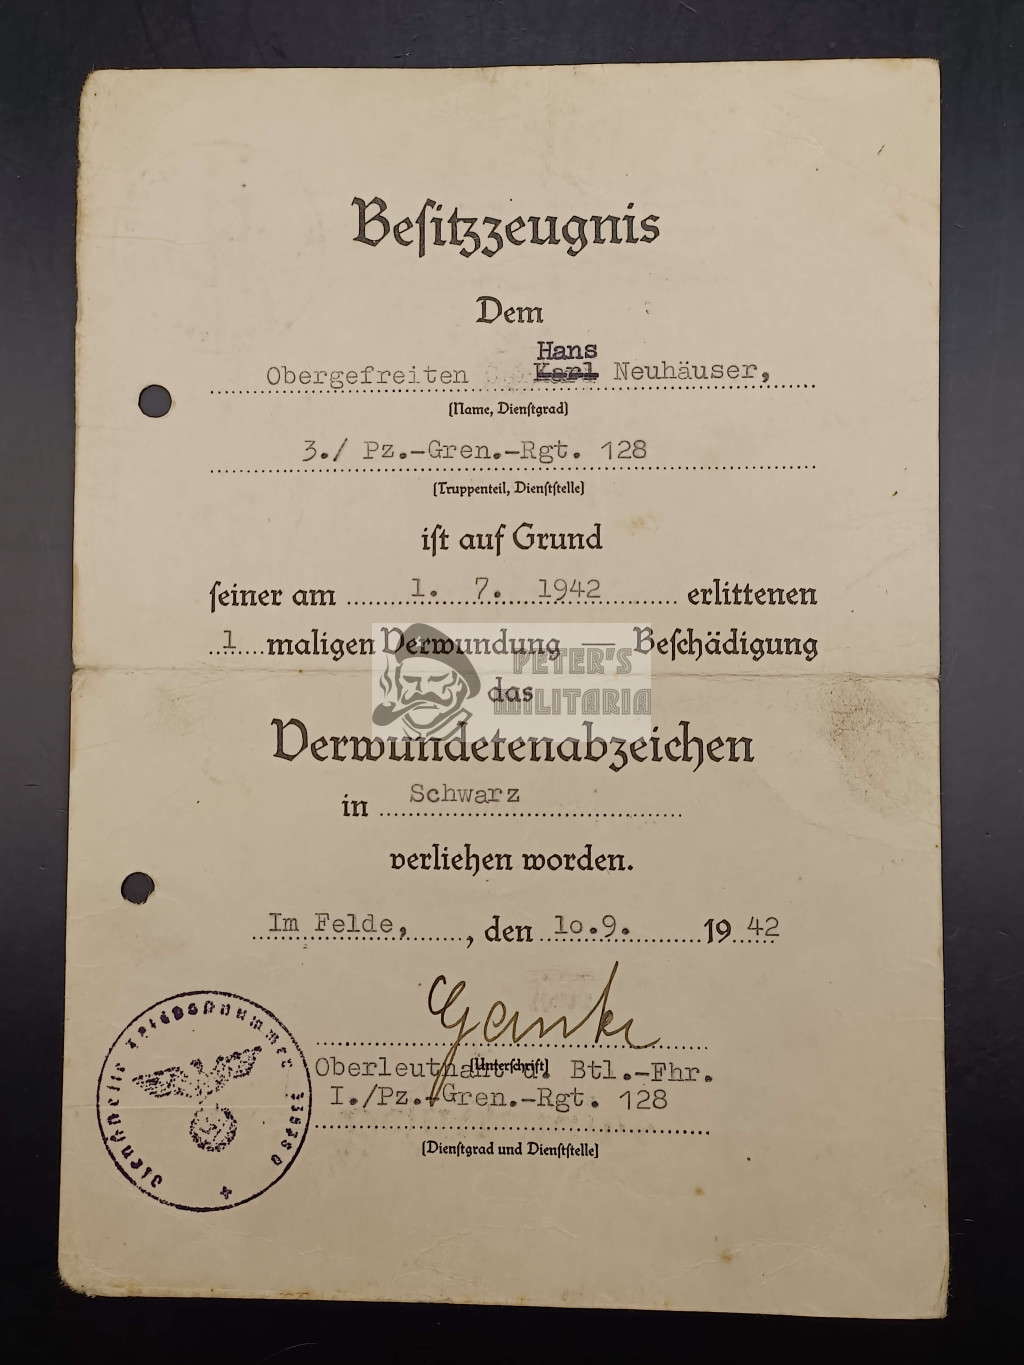 Besitzzeugnis
Dem
Hans
Obergefreiten Karl Neuhäuser,
(Name, Dienstgrad)
3./ Pz.-Gren.-Rgt. 128
(Truppenteil, Dienststelle)
ist auf Grund
seiner am 1. 7. 1942 erlittenen
1 maligen Verwundung — Beschädigung
PETER'S
MILITARIA
das
Verwundetenabzeichen
in Schwarz
verliehen worden.
Im Felde, , den 10.9. 1942
(Unterschrift)
Oberleutnant u. Btl.-Fhr.
I./Pz.-Gren.-Rgt. 128
(Dienstgrad und Dienststelle)
Dienststelle Feldpostnummer